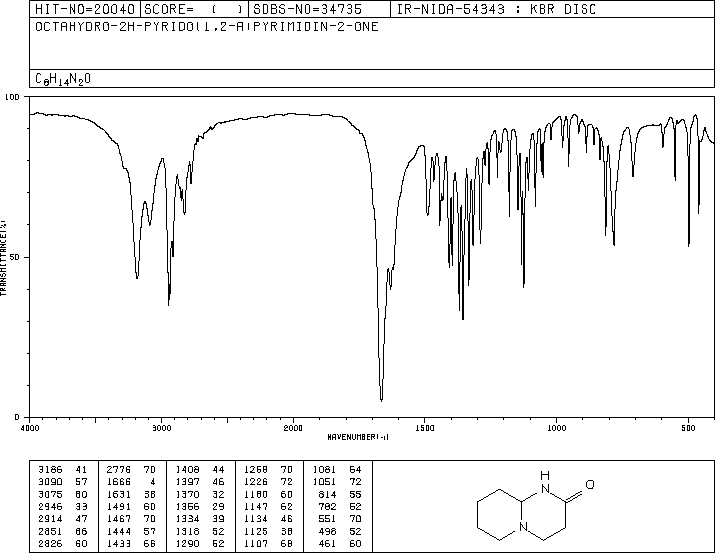 HIT-NO=20040 SCORE= ( ) SDBS-NO=34735 IR-NIDA-54343 : KBR DISC
OCTAHYDRO-2H-PYRIDO(1,2-A)PYRIMIDIN-2-ONE
C8H14N2O
100
50
0
TRANSMITTANCE(%)
4000 3000 2000 1500 1000 500
WAVENUMBER(-1)
3186 41 2776 70 1408 44 1258 70 1081 64
3090 57 1666 4 1397 46 1226 72 1051 72
3075 60 1631 38 1370 32 1180 60 814 55
2946 33 1491 60 1356 29 1147 62 782 52
2914 47 1467 70 1334 39 1134 46 551 70
2851 66 1444 57 1318 52 1125 38 498 52
2826 60 1433 66 1290 52 1107 68 461 60
H
N
O
N